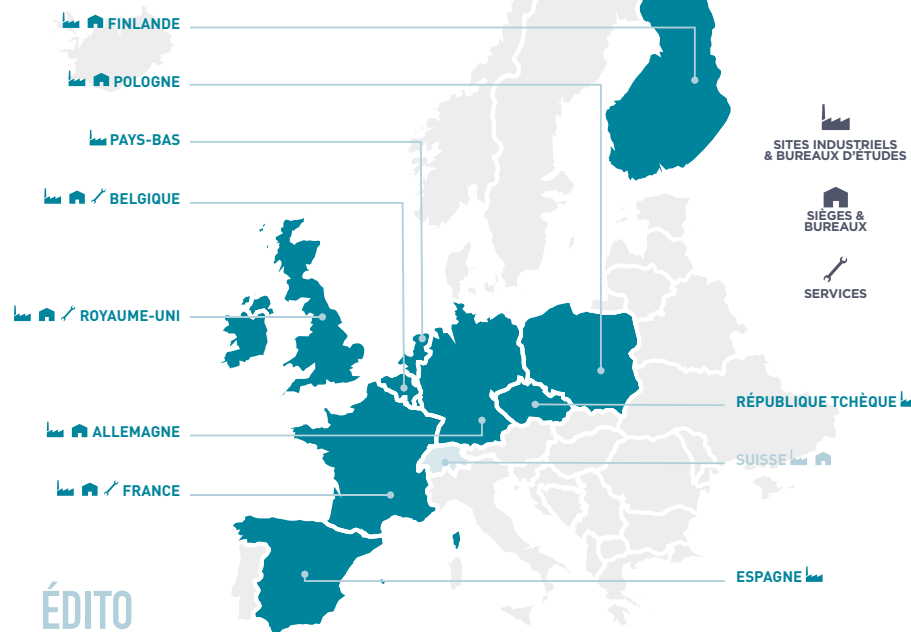 FINLANDE
POLOGNE
PAYS-BAS
BELGIQUE
ROYAUME-UNI
ALLEMAGNE
FRANCE
SITES INDUSTRIELS
& BUREAUX D'ÉTUDES
SIÈGES &
BUREAUX
SERVICES
RÉPUBLIQUE TCHÈQUE
SUISSE
ESPAGNE
ÉDITO